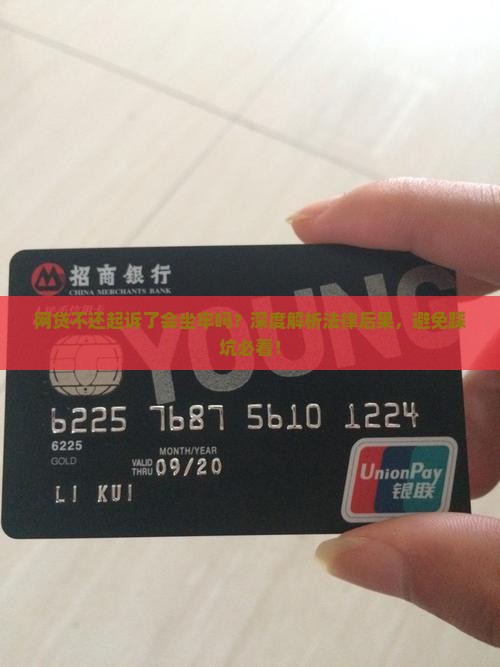 招商銀行
CHINA MERCHANTS BANK
YOUNG
网贷不还起诉了会坐牢吗？深度解析法律后果，避免踩
坑必看！
6225 7687 5610 1224
6225
GOLD
MONTH/YEAR
VALID THRU 09/20
LI KUI
UnionPay
银联